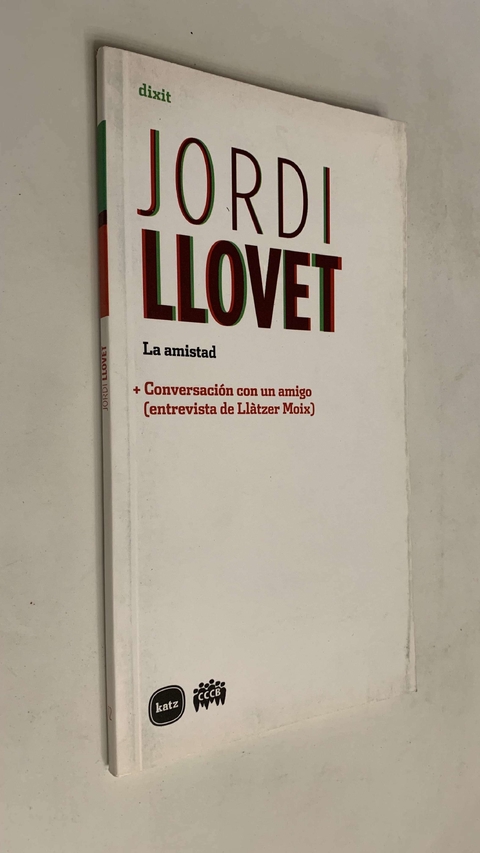 dixit
JORDI
LLOVET
La amistad
+ Conversación con un amigo
(entrevista de Llàtzer Moix)
JORDI LLOVET
katz
CCCB